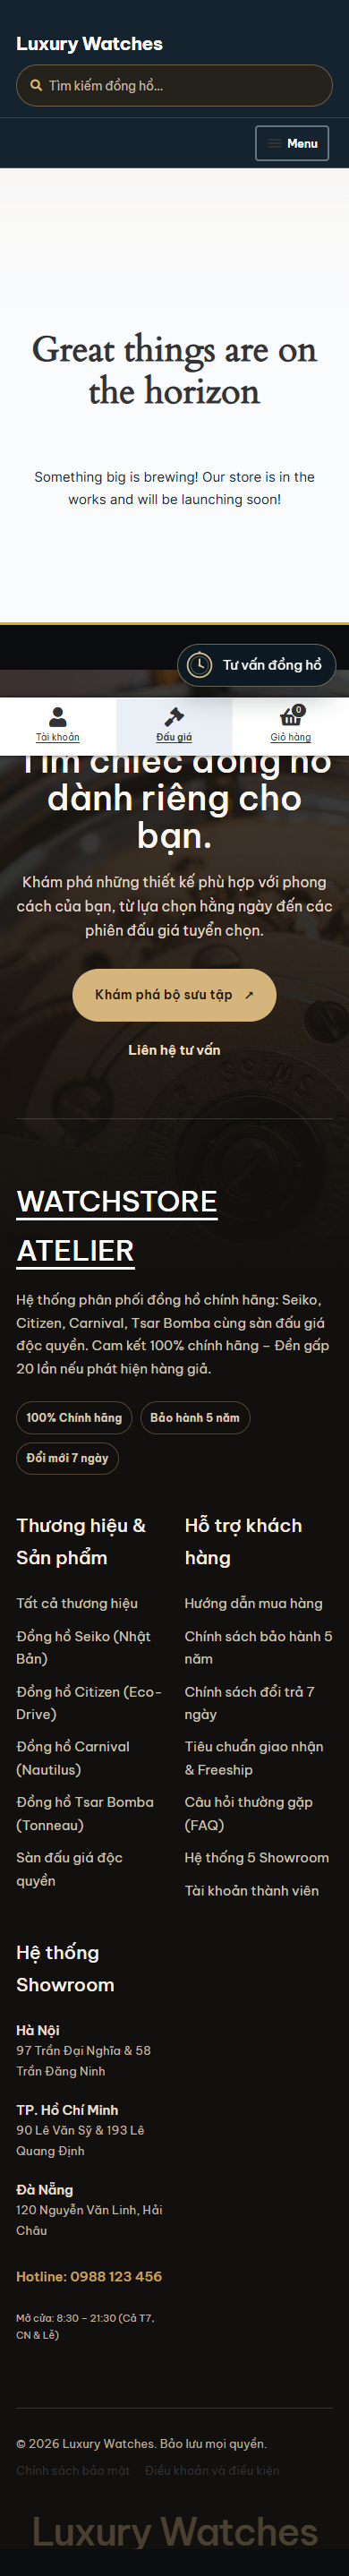 Luxury Watches
Tìm kiếm đồng hồ...
Menu
Great things are on
the horizon
Something big is brewing! Our store is in the
works and will be launching soon!
Tư vấn đồng hồ
0
Tài khoản
Đấu giá
Giỏ hàng
Tìm chiếc đồng hồ
dành riêng cho
bạn.
Khám phá những thiết kế phù hợp với phong
cách của bạn, từ lựa chọn hằng ngày đến các
phiên đấu giá tuyển chọn.
Khám phá bộ sưu tập ↗
Liên hệ tư vấn
WATCHSTORE
ATELIER
Hệ thống phân phối đồng hồ chính hãng: Seiko,
Citizen, Carnival, Tsar Bomba cùng sàn đấu giá
độc quyền. Cam kết 100% chính hãng – Đền gấp
20 lần nếu phát hiện hàng giả.
100% Chính hãng
Bảo hành 5 năm
Đổi mới 7 ngày
Thương hiệu &
Sản phẩm
Tất cả thương hiệu
Đồng hồ Seiko (Nhật
Bản)
Đồng hồ Citizen (Eco-
Drive)
Đồng hồ Carnival
(Nautilus)
Đồng hồ Tsar Bomba
(Tonneau)
Sàn đấu giá độc
quyền
Hỗ trợ khách
hàng
Hướng dẫn mua hàng
Chính sách bảo hành 5
năm
Chính sách đổi trả 7
ngày
Tiêu chuẩn giao nhận
& Freeship
Câu hỏi thường gặp
(FAQ)
Hệ thống 5 Showroom
Tài khoản thành viên
Hệ thống
Showroom
Hà Nội
97 Trần Đại Nghĩa & 58
Trần Đăng Ninh
TP. Hồ Chí Minh
90 Lê Văn Sỹ & 193 Lê
Quang Định
Đà Nẵng
120 Nguyễn Văn Linh, Hải
Châu
Hotline: 0988 123 456
Mở cửa: 8:30 – 21:30 (Cả T7,
CN & Lễ)
© 2026 Luxury Watches. Bảo lưu mọi quyền.
Chính sách bảo mật
Điều khoản và điều kiện
Luxury Watches